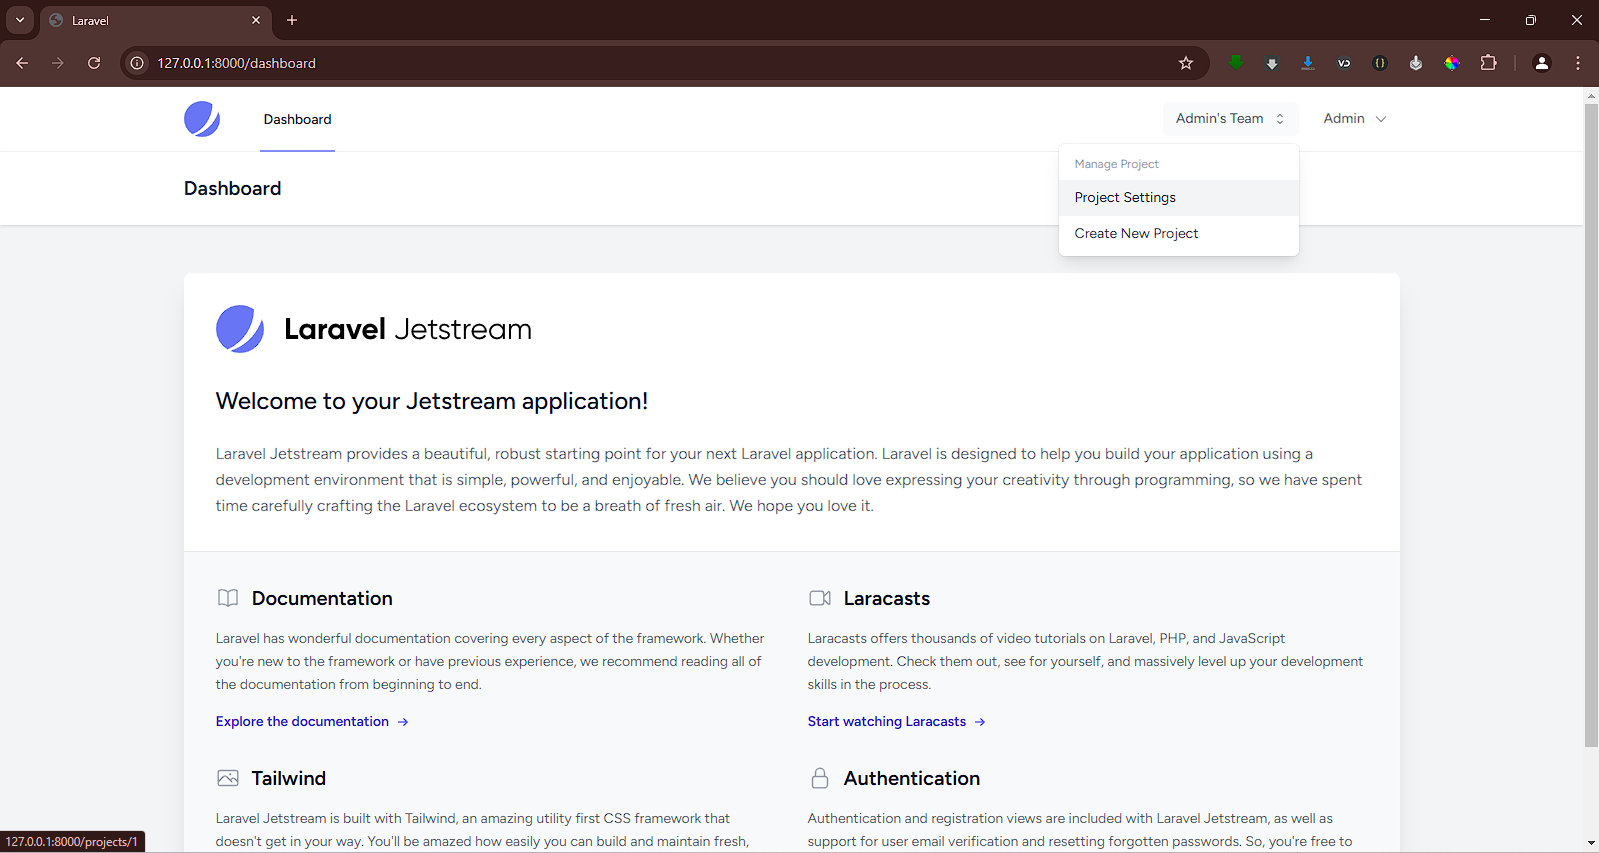 Laravel
127.0.0.1:8000/dashboard
Dashboard
Admin's Team
Admin
Manage Project
Project Settings
Create New Project
Dashboard
Laravel Jetstream
Welcome to your Jetstream application!
Laravel Jetstream provides a beautiful, robust starting point for your next Laravel application. Laravel is designed to help you build your application using a
development environment that is simple, powerful, and enjoyable. We believe you should love expressing your creativity through programming, so we have spent
time carefully crafting the Laravel ecosystem to be a breath of fresh air. We hope you love it.
Documentation
Laravel has wonderful documentation covering every aspect of the framework. Whether
you're new to the framework or have previous experience, we recommend reading all of
the documentation from beginning to end.
Explore the documentation →
Laracasts
Laracasts offers thousands of video tutorials on Laravel, PHP, and JavaScript
development. Check them out, see for yourself, and massively level up your development
skills in the process.
Start watching Laracasts →
Tailwind
Laravel Jetstream is built with Tailwind, an amazing utility first CSS framework that
doesn't get in your way. You'll be amazed how easily you can build and maintain fresh,
Authentication
Authentication and registration views are included with Laravel Jetstream, as well as
support for user email verification and resetting forgotten passwords. So, you're free to
127.0.0.1:8000/projects/1